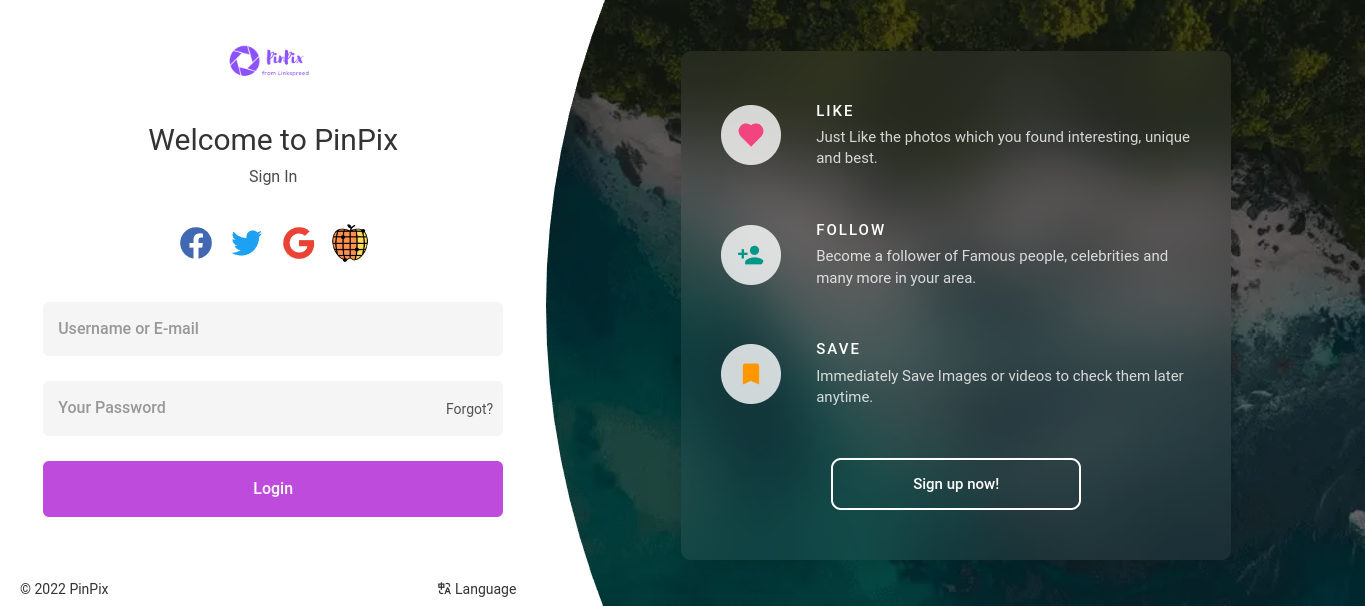 PinPix
from Linkspreed
Welcome to PinPix
Sign In
Username or E-mail
Your Password
Forgot?
Login
© 2022 PinPix
Language
LIKE
Just Like the photos which you found interesting, unique
and best.
FOLLOW
Become a follower of Famous people, celebrities and
many more in your area.
SAVE
Immediately Save Images or videos to check them later
anytime.
Sign up now!